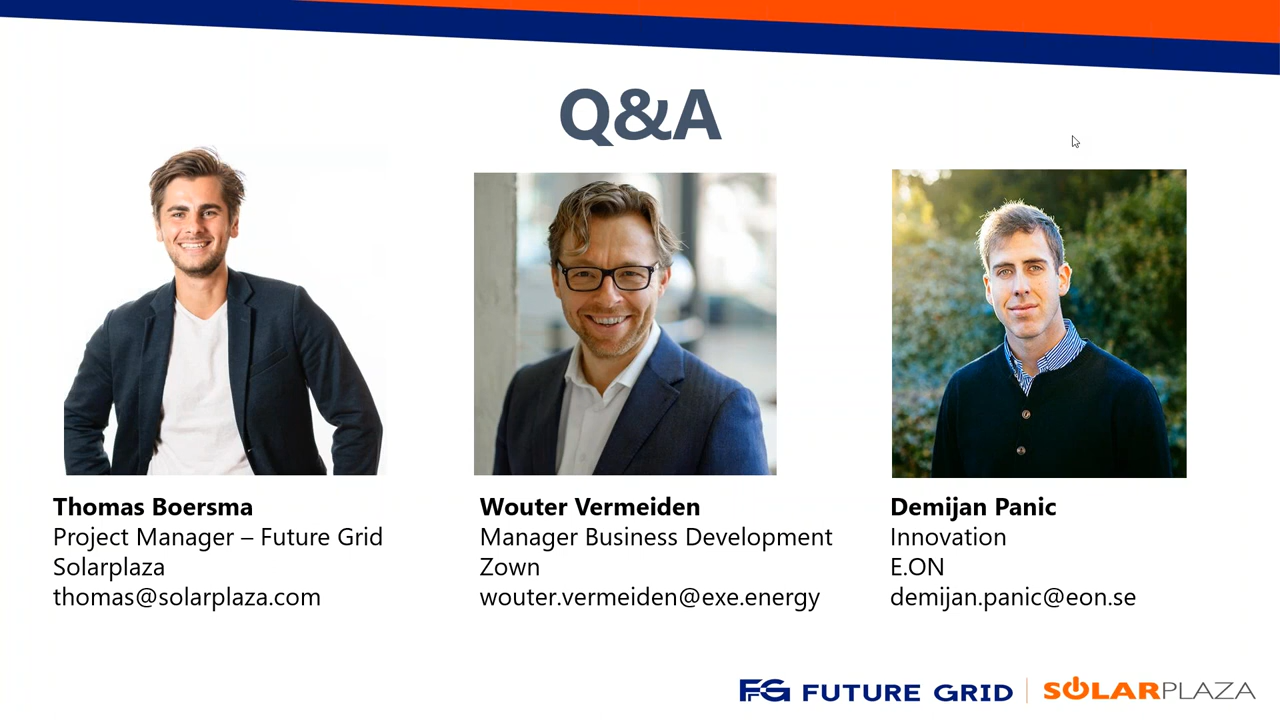 Q&A
Thomas Boersma
Project Manager – Future Grid
Solarplaza
thomas@solarplaza.com
Wouter Vermeiden
Manager Business Development
Zown
wouter.vermeiden@exe.energy
Demijan Panic
Innovation
E.ON
demijan.panic@eon.se
FG FUTURE GRID
SOLARPLAZA